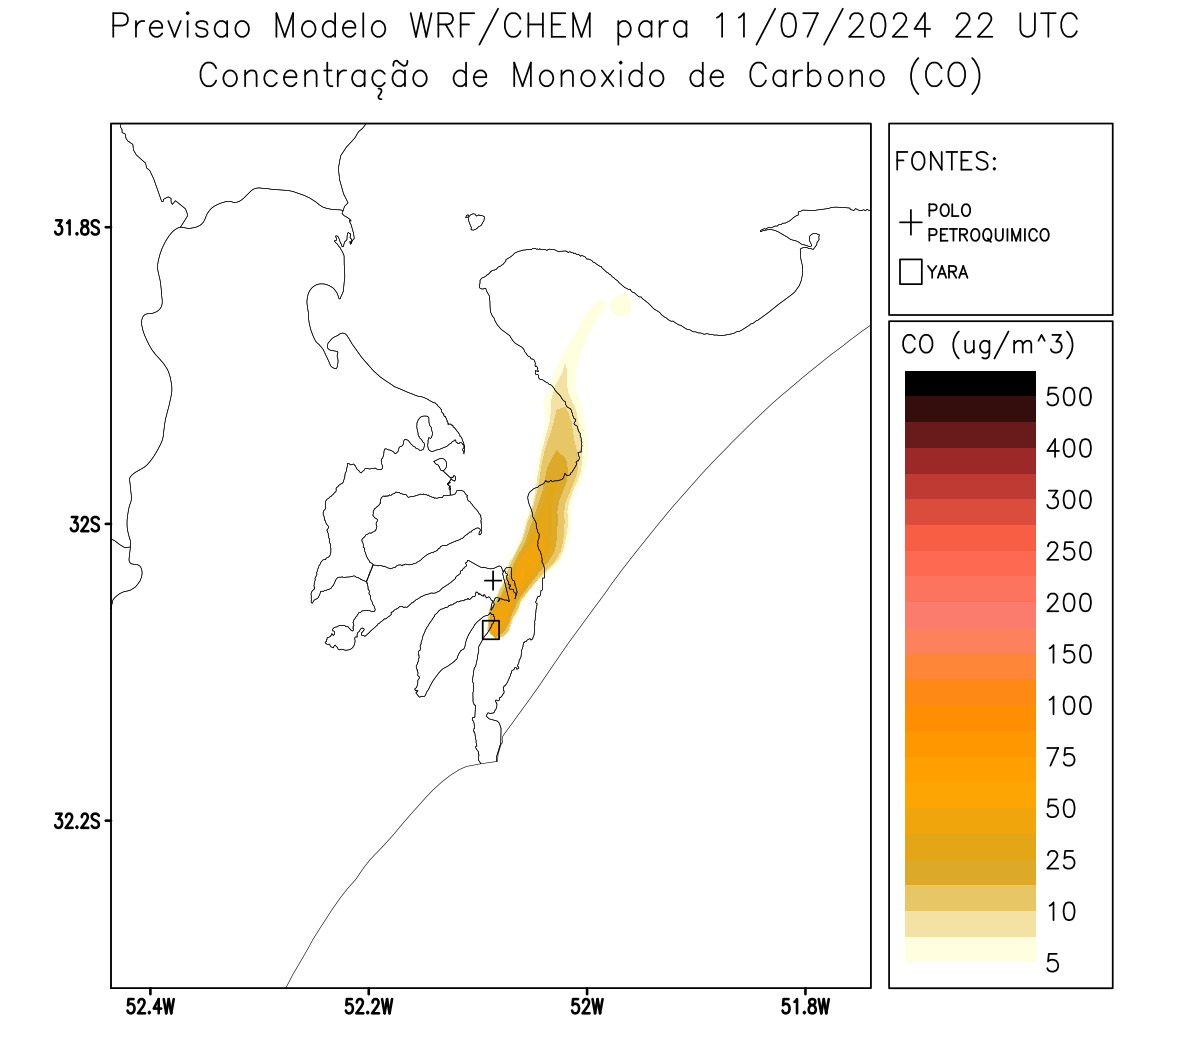 Previsao Modelo WRF/CHEM para 11/07/2024 22 UTC
Concentração de Monoxido de Carbono (CO)
FONTES:
POLO
PETROQUIMICO
YARA
31.8S
32S
32.2S
52.4W
52.2W
52W
51.8W
CO (ug/m^3)
500
400
300
250
200
150
100
75
50
25
10
5